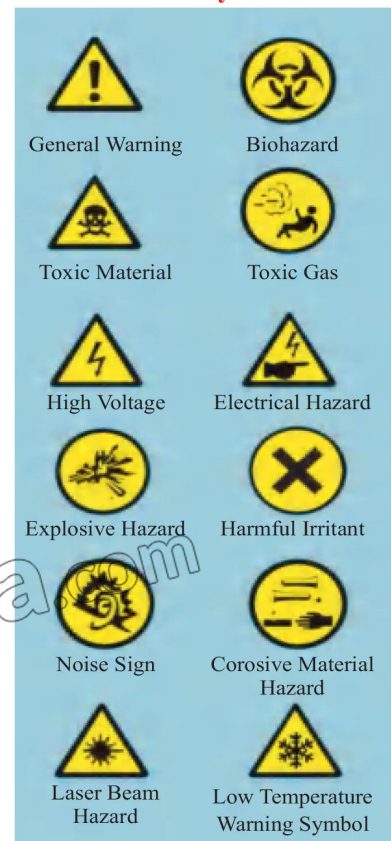 General Warning
Biohazard
Toxic Material
Toxic Gas
High Voltage
Electrical Hazard
Explosive Hazard
Harmful Irritant
a.com
Noise Sign
Corosive Material
Hazard
Laser Beam
Hazard
Low Temperature
Warning Symbol